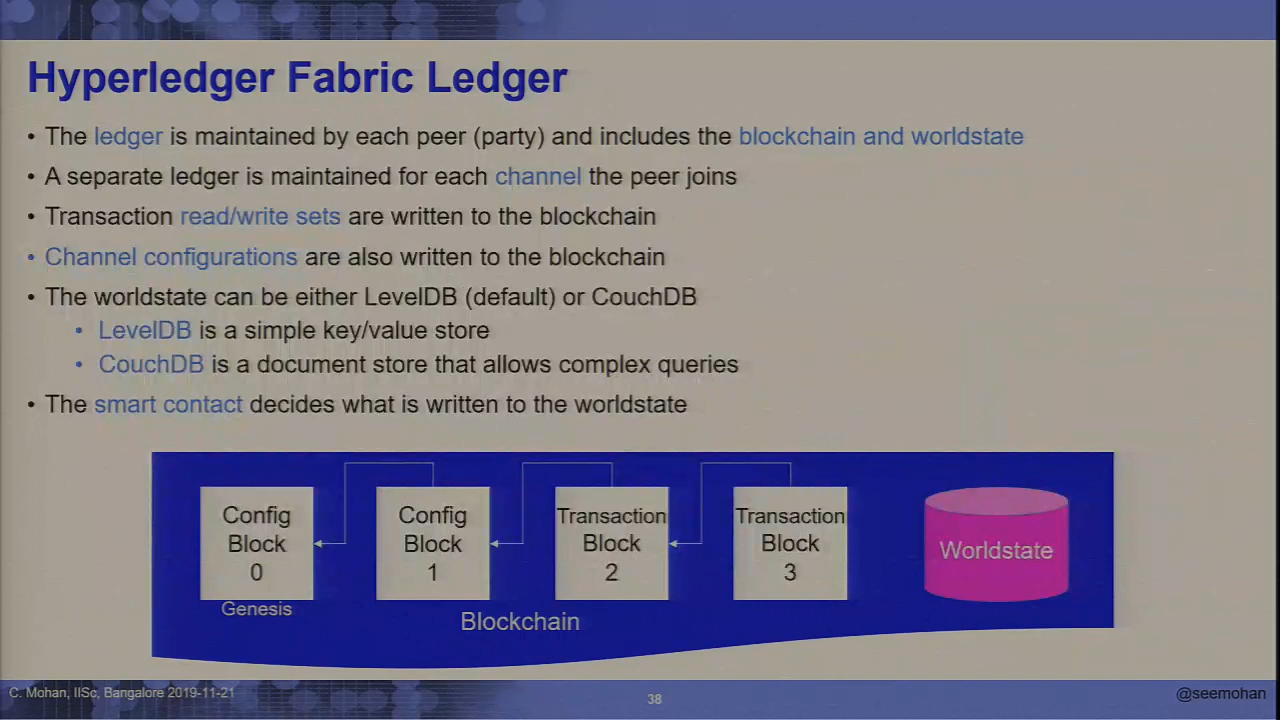 Hyperledger Fabric Ledger
• The ledger is maintained by each peer (party) and includes the blockchain and worldstate
• A separate ledger is maintained for each channel the peer joins
• Transaction read/write sets are written to the blockchain
• Channel configurations are also written to the blockchain
• The worldstate can be either LevelDB (default) or CouchDB
• LevelDB is a simple key/value store
• CouchDB is a document store that allows complex queries
• The smart contact decides what is written to the worldstate
Config
Block
0
Genesis
Config
Block
1
Transaction
Block
2
Transaction
Block
3
Blockchain
Worldstate
C. Mohan, IISc, Bangalore 2019-11-21
38
@seemohan